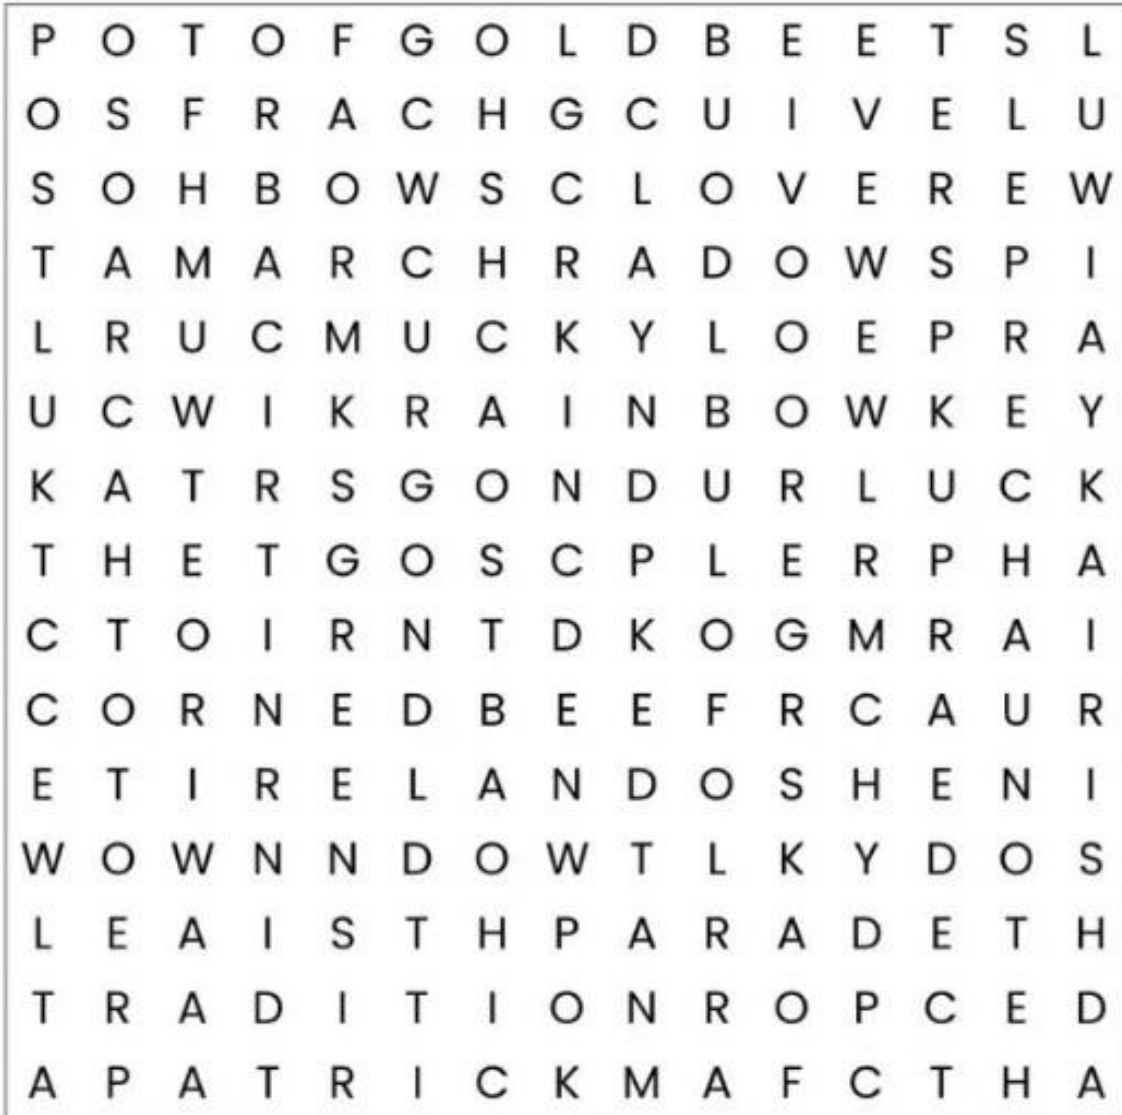 P O T O F G O L D B E E T S L
O S F R A C H G C U I V E L U
S O H B O W S C L O V E R E W
T A M A R C H R A D O W S P I
L R U C M U C K Y L O E P R A
U C W I K R A I N B O W K E Y
K A T R S G O N D U R L U C K
T H E T G O S C P L E R P H A
C T O I R N T D K O G M R A I
C O R N E D B E E F R C A U R
E T I R E L A N D O S H E N I
W O W N N D O W T L K Y D O S
L E A I S T H P A R A D E T H
T R A D I T I O N R O P C E D
A P A T R I C K M A F C T H A